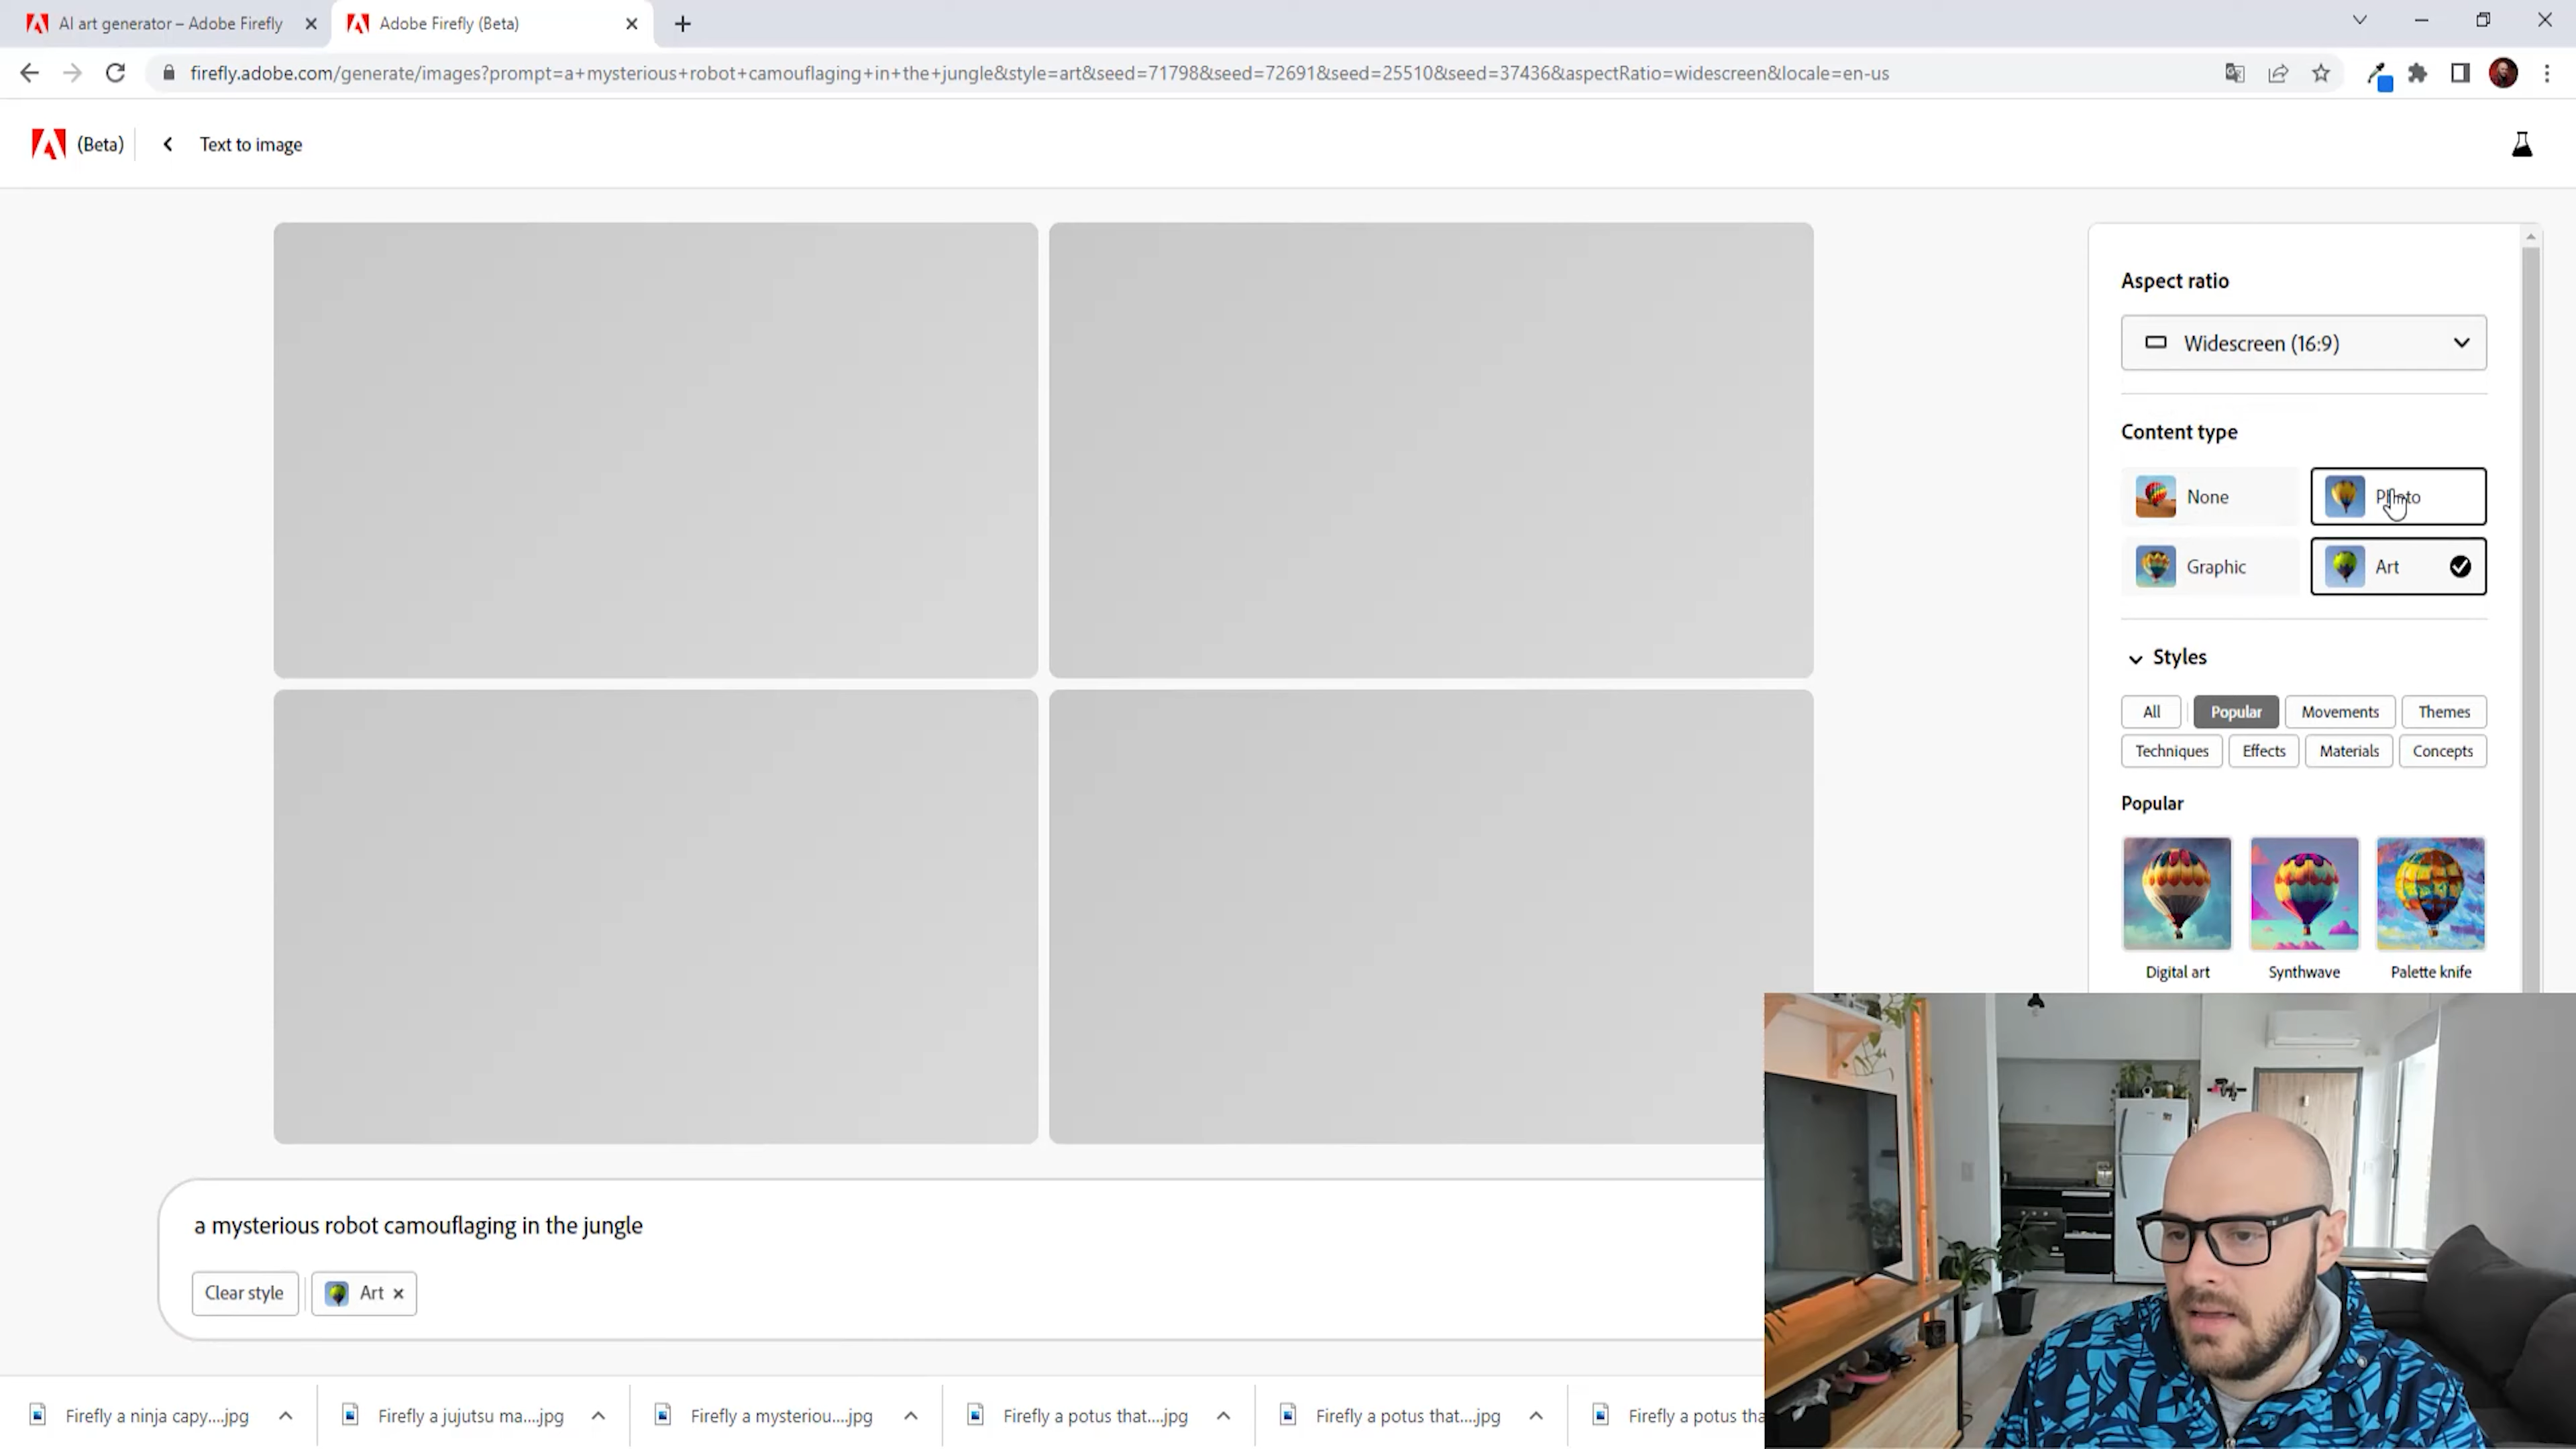 AI art generator – Adobe Firefly
Adobe Firefly (Beta)
firefly.adobe.com/generate/images?prompt=a+mysterious+robot+camouflaging+in+the+jungle&style=art&seed=71798&seed=72691&seed=25510&seed=37436&aspectRatio=widescreen&locale=en-us
(Beta) Text to image
Aspect ratio
Widescreen (16:9)
Content type
None Photo
Graphic Art
Styles
All Popular Movements Themes
Techniques Effects Materials Concepts
Popular
Digital art Synthwave Palette knife
a mysterious robot camouflaging in the jungle
Clear style Art
Firefly a ninja capy....jpg Firefly a jujutsu ma....jpg Firefly a mysteriou....jpg Firefly a potus that....jpg Firefly a potus that....jpg Firefly a potus tha